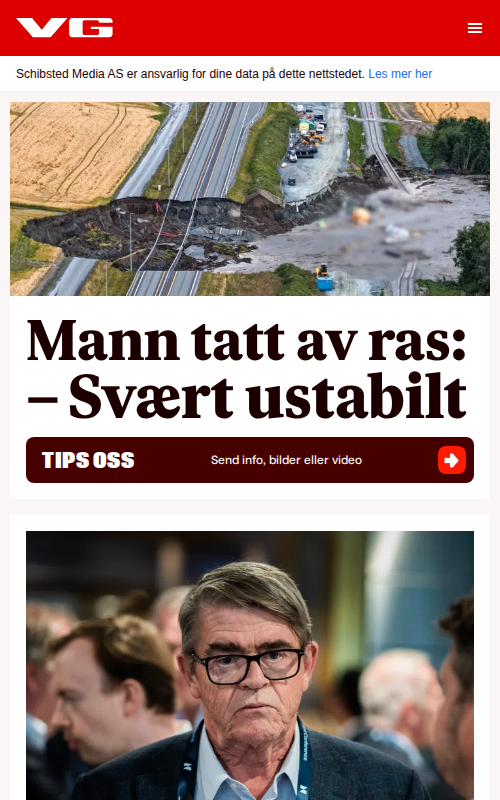 VG
Schibsted Media AS er ansvarlig for dine data på dette nettstedet. Les mer her
Mann tatt av ras:
– Svært ustabilt
TIPS OSS
Send info, bilder eller video